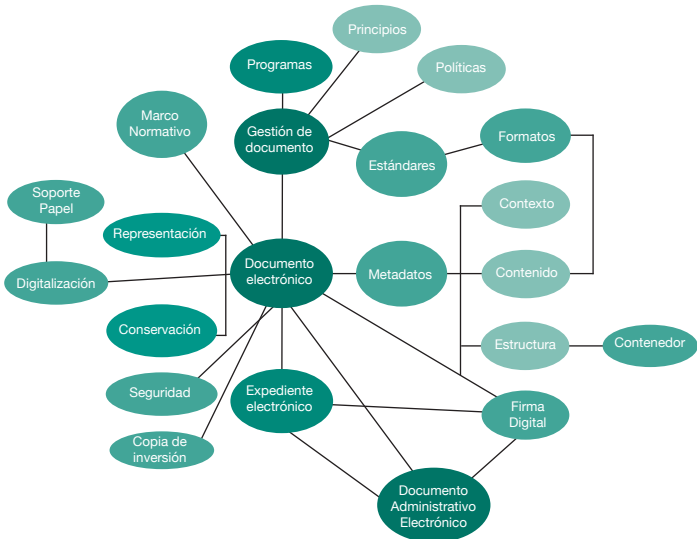 Principios
Programas
Políticas
Marco
Normativo
Gestión de
documento
Formatos
Estándares
Soporte
Papel
Contexto
Representación
Documento
electrónico
Metadatos
Contenido
Digitalización
Conservación
Estructura
Contenedor
Seguridad
Expediente
electrónico
Firma
Digital
Copia de
inversión
Documento
Administrativo
Electrónico